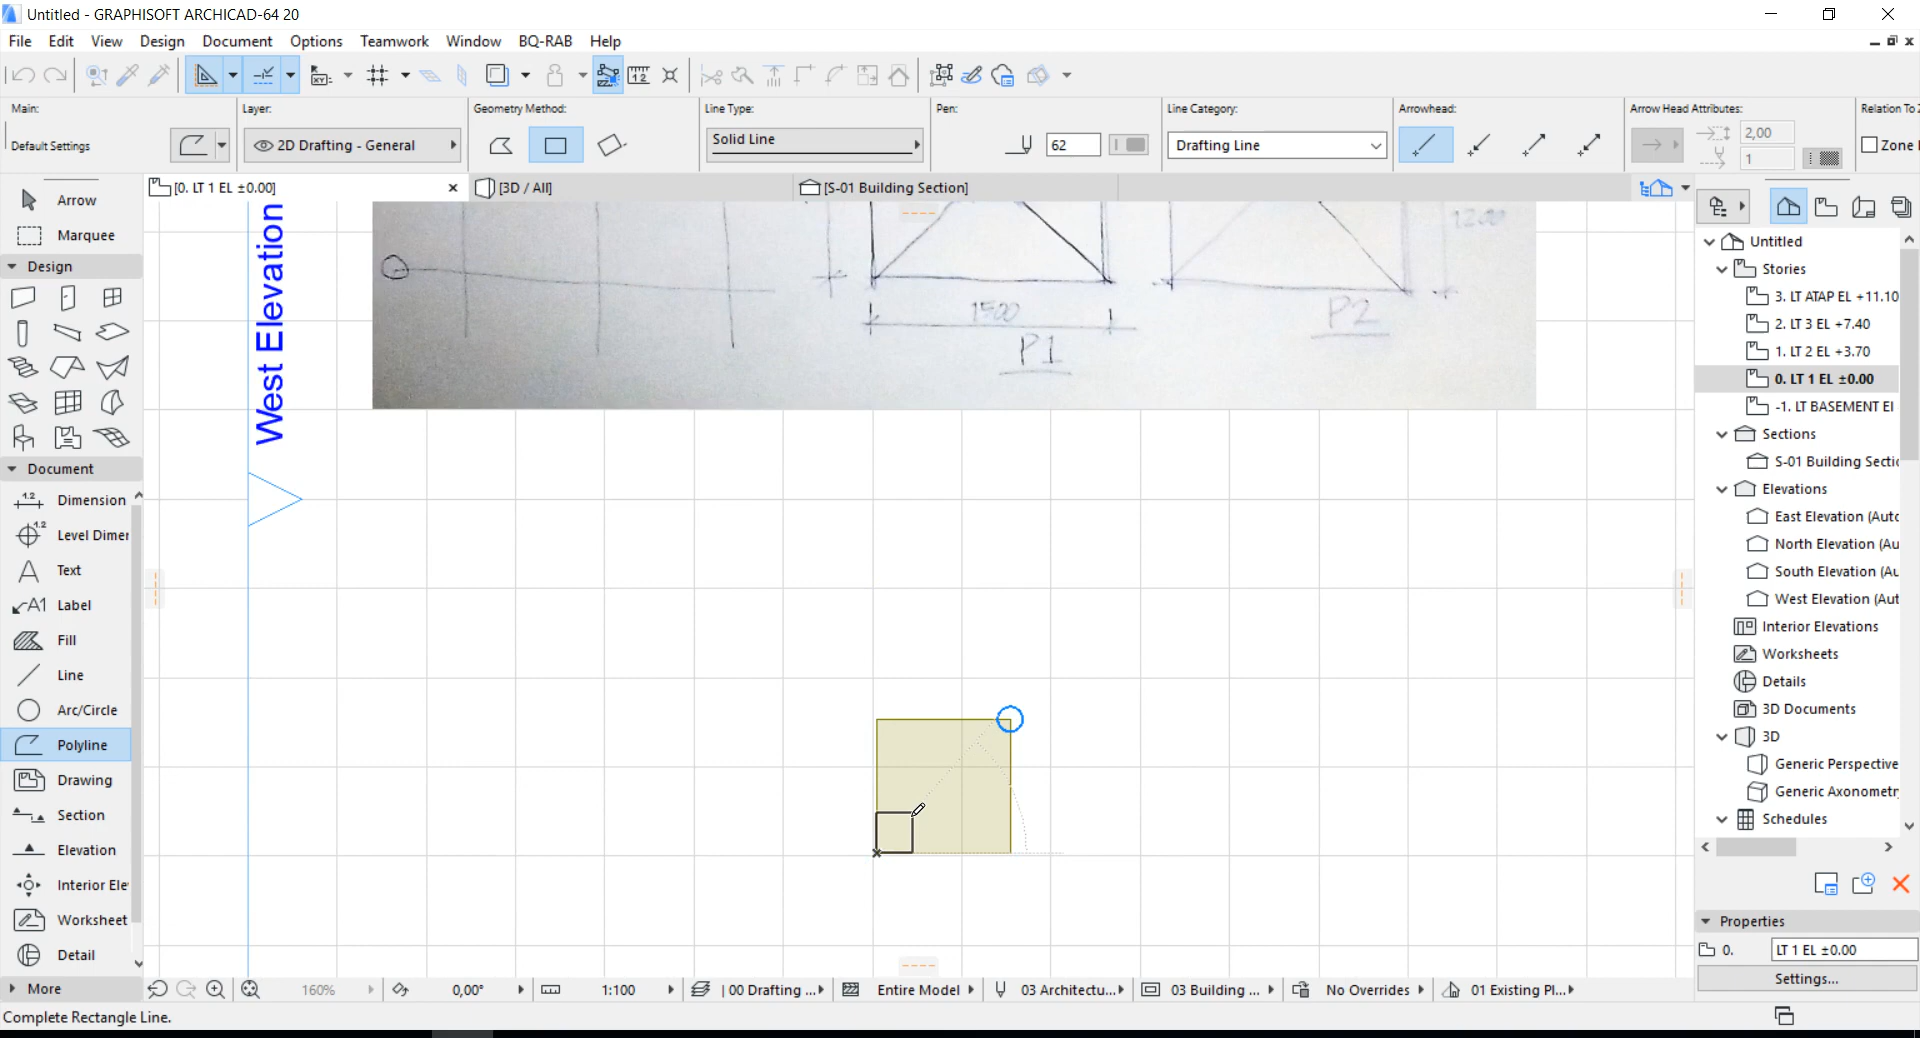 Untitled - GRAPHISOFT ARCHICAD-64 20
File Edit View Design Document Options Teamwork Window BQ-RAB Help
Main: Layer: Geometry Method: Line Type: Pen: Line Category: Arrowhead: Arrow Head Attributes: Relation To
Default Settings 2D Drafting - General Solid Line 62 Drafting Line 2,00 1 Zone
[0. LT 1 EL ±0.00] [3D / All] [S-01 Building Section]
Arrow
Marquee
Design
Document
Dimension
Level Dimer
Text
Label
Fill
Line
Arc/Circle
Polyline
Drawing
Section
Elevation
Interior Ele
Worksheet
Detail
More
West Elevation
1500
P1
1200
P2
Untitled
Stories
3. LT ATAP EL +11.10
2. LT 3 EL +7.40
1. LT 2 EL +3.70
0. LT 1 EL ±0.00
-1. LT BASEMENT El
Sections
S-01 Building Sectic
Elevations
East Elevation (Autc
North Elevation (Au
South Elevation (Au
West Elevation (Aut
Interior Elevations
Worksheets
Details
3D Documents
3D
Generic Perspective
Generic Axonometr
Schedules
Properties
0. LT 1 EL ±0.00
Settings...
160% 0,00° 1:100 00 Drafting ... Entire Model 03 Architectu... 03 Building ... No Overrides 01 Existing Pl...
Complete Rectangle Line.